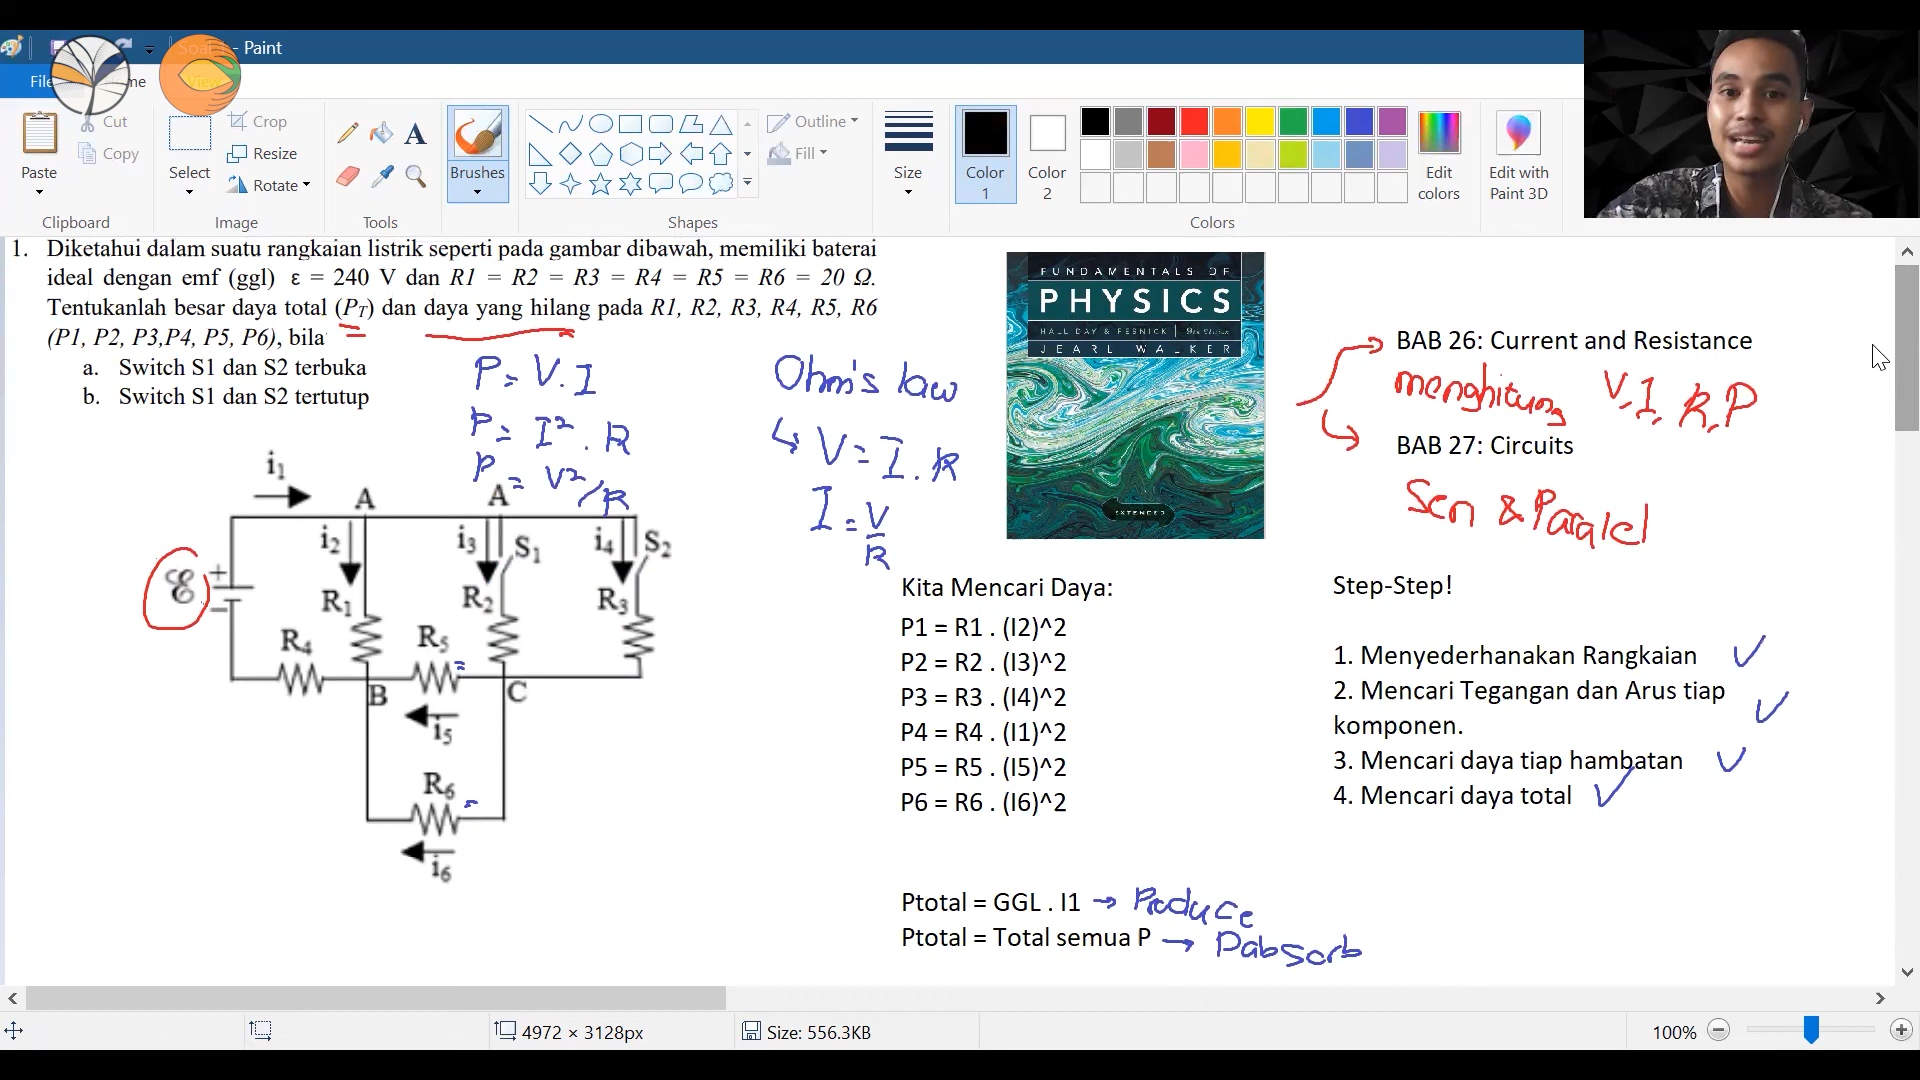 - Paint
File
View
Paste
Cut
Copy
Clipboard
Select
Crop
Resize
Rotate
Image
A
Tools
Brushes
Shapes
Outline
Fill
Size
Color
1
Color
2
Colors
Edit
colors
Edit with
Paint 3D
1. Diketahui dalam suatu rangkaian listrik seperti pada gambar dibawah, memiliki baterai
ideal dengan emf (ggl) ε = 240 V dan R1 = R2 = R3 = R4 = R5 = R6 = 20 Ω.
Tentukanlah besar daya total (P_T) dan daya yang hilang pada R1, R2, R3, R4, R5, R6
(P1, P2, P3,P4, P5, P6), bila
a. Switch S1 dan S2 terbuka
b. Switch S1 dan S2 tertutup
P = V . I
P = I² . R
P = V²/R
Ohm's law
↳ V = I . R
I = V/R
i₁
A
A
i₂
i₃
S₁
i₄
S₂
ℰ
+
−
R₁
R₂
R₃
R₄
R₅ =
B
C
i₅
R₆ =
i₆
FUNDAMENTALS OF
PHYSICS
HALLIDAY & RESNICK | 9th Edition
JEARL WALKER
EXTENDED
BAB 26: Current and Resistance
menghitung V, I, R, P
BAB 27: Circuits
Seri & Paralel
Kita Mencari Daya:
P1 = R1 . (I2)^2
P2 = R2 . (I3)^2
P3 = R3 . (I4)^2
P4 = R4 . (I1)^2
P5 = R5 . (I5)^2
P6 = R6 . (I6)^2
Step-Step!
1. Menyederhanakan Rangkaian ✓
2. Mencari Tegangan dan Arus tiap
komponen. ✓
3. Mencari daya tiap hambatan ✓
4. Mencari daya total ✓
Ptotal = GGL . I1 → Produce
Ptotal = Total semua P → Pabsorb
4972 × 3128px
Size: 556.3KB
100%